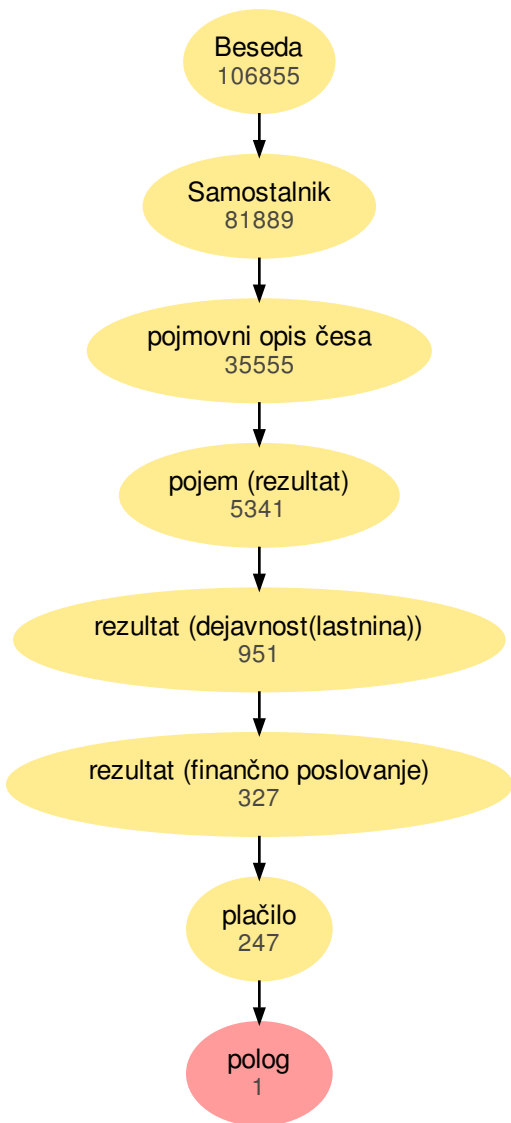 Beseda
106855
Samostalnik
81889
pojmovni opis česa
35555
pojem (rezultat)
5341
rezultat (dejavnost(lastnina))
951
rezultat (finančno poslovanje)
327
plačilo
247
polog
1